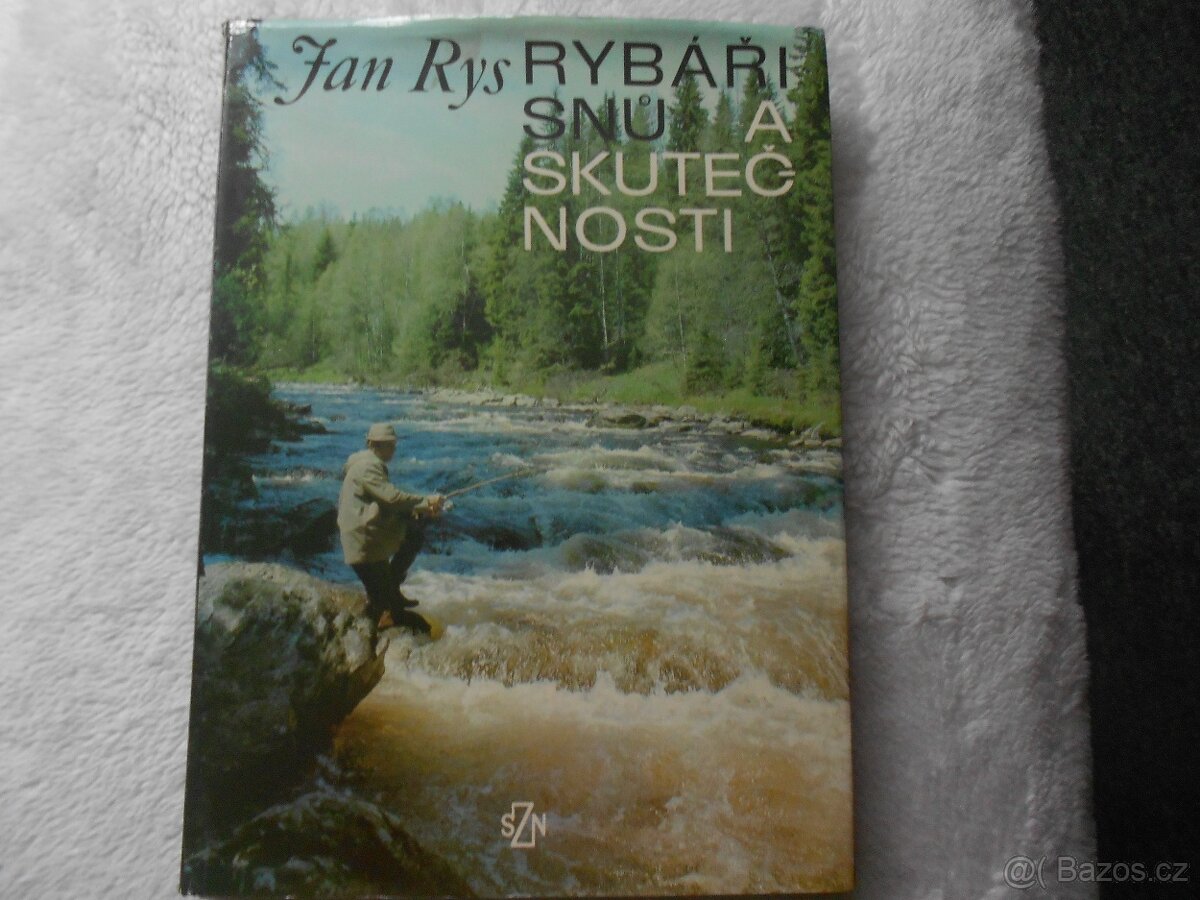 Jan Rys RYBÁŘI
SNŮ A
SKUTEČ-
NOSTI
SZN
@( Bazos.cz